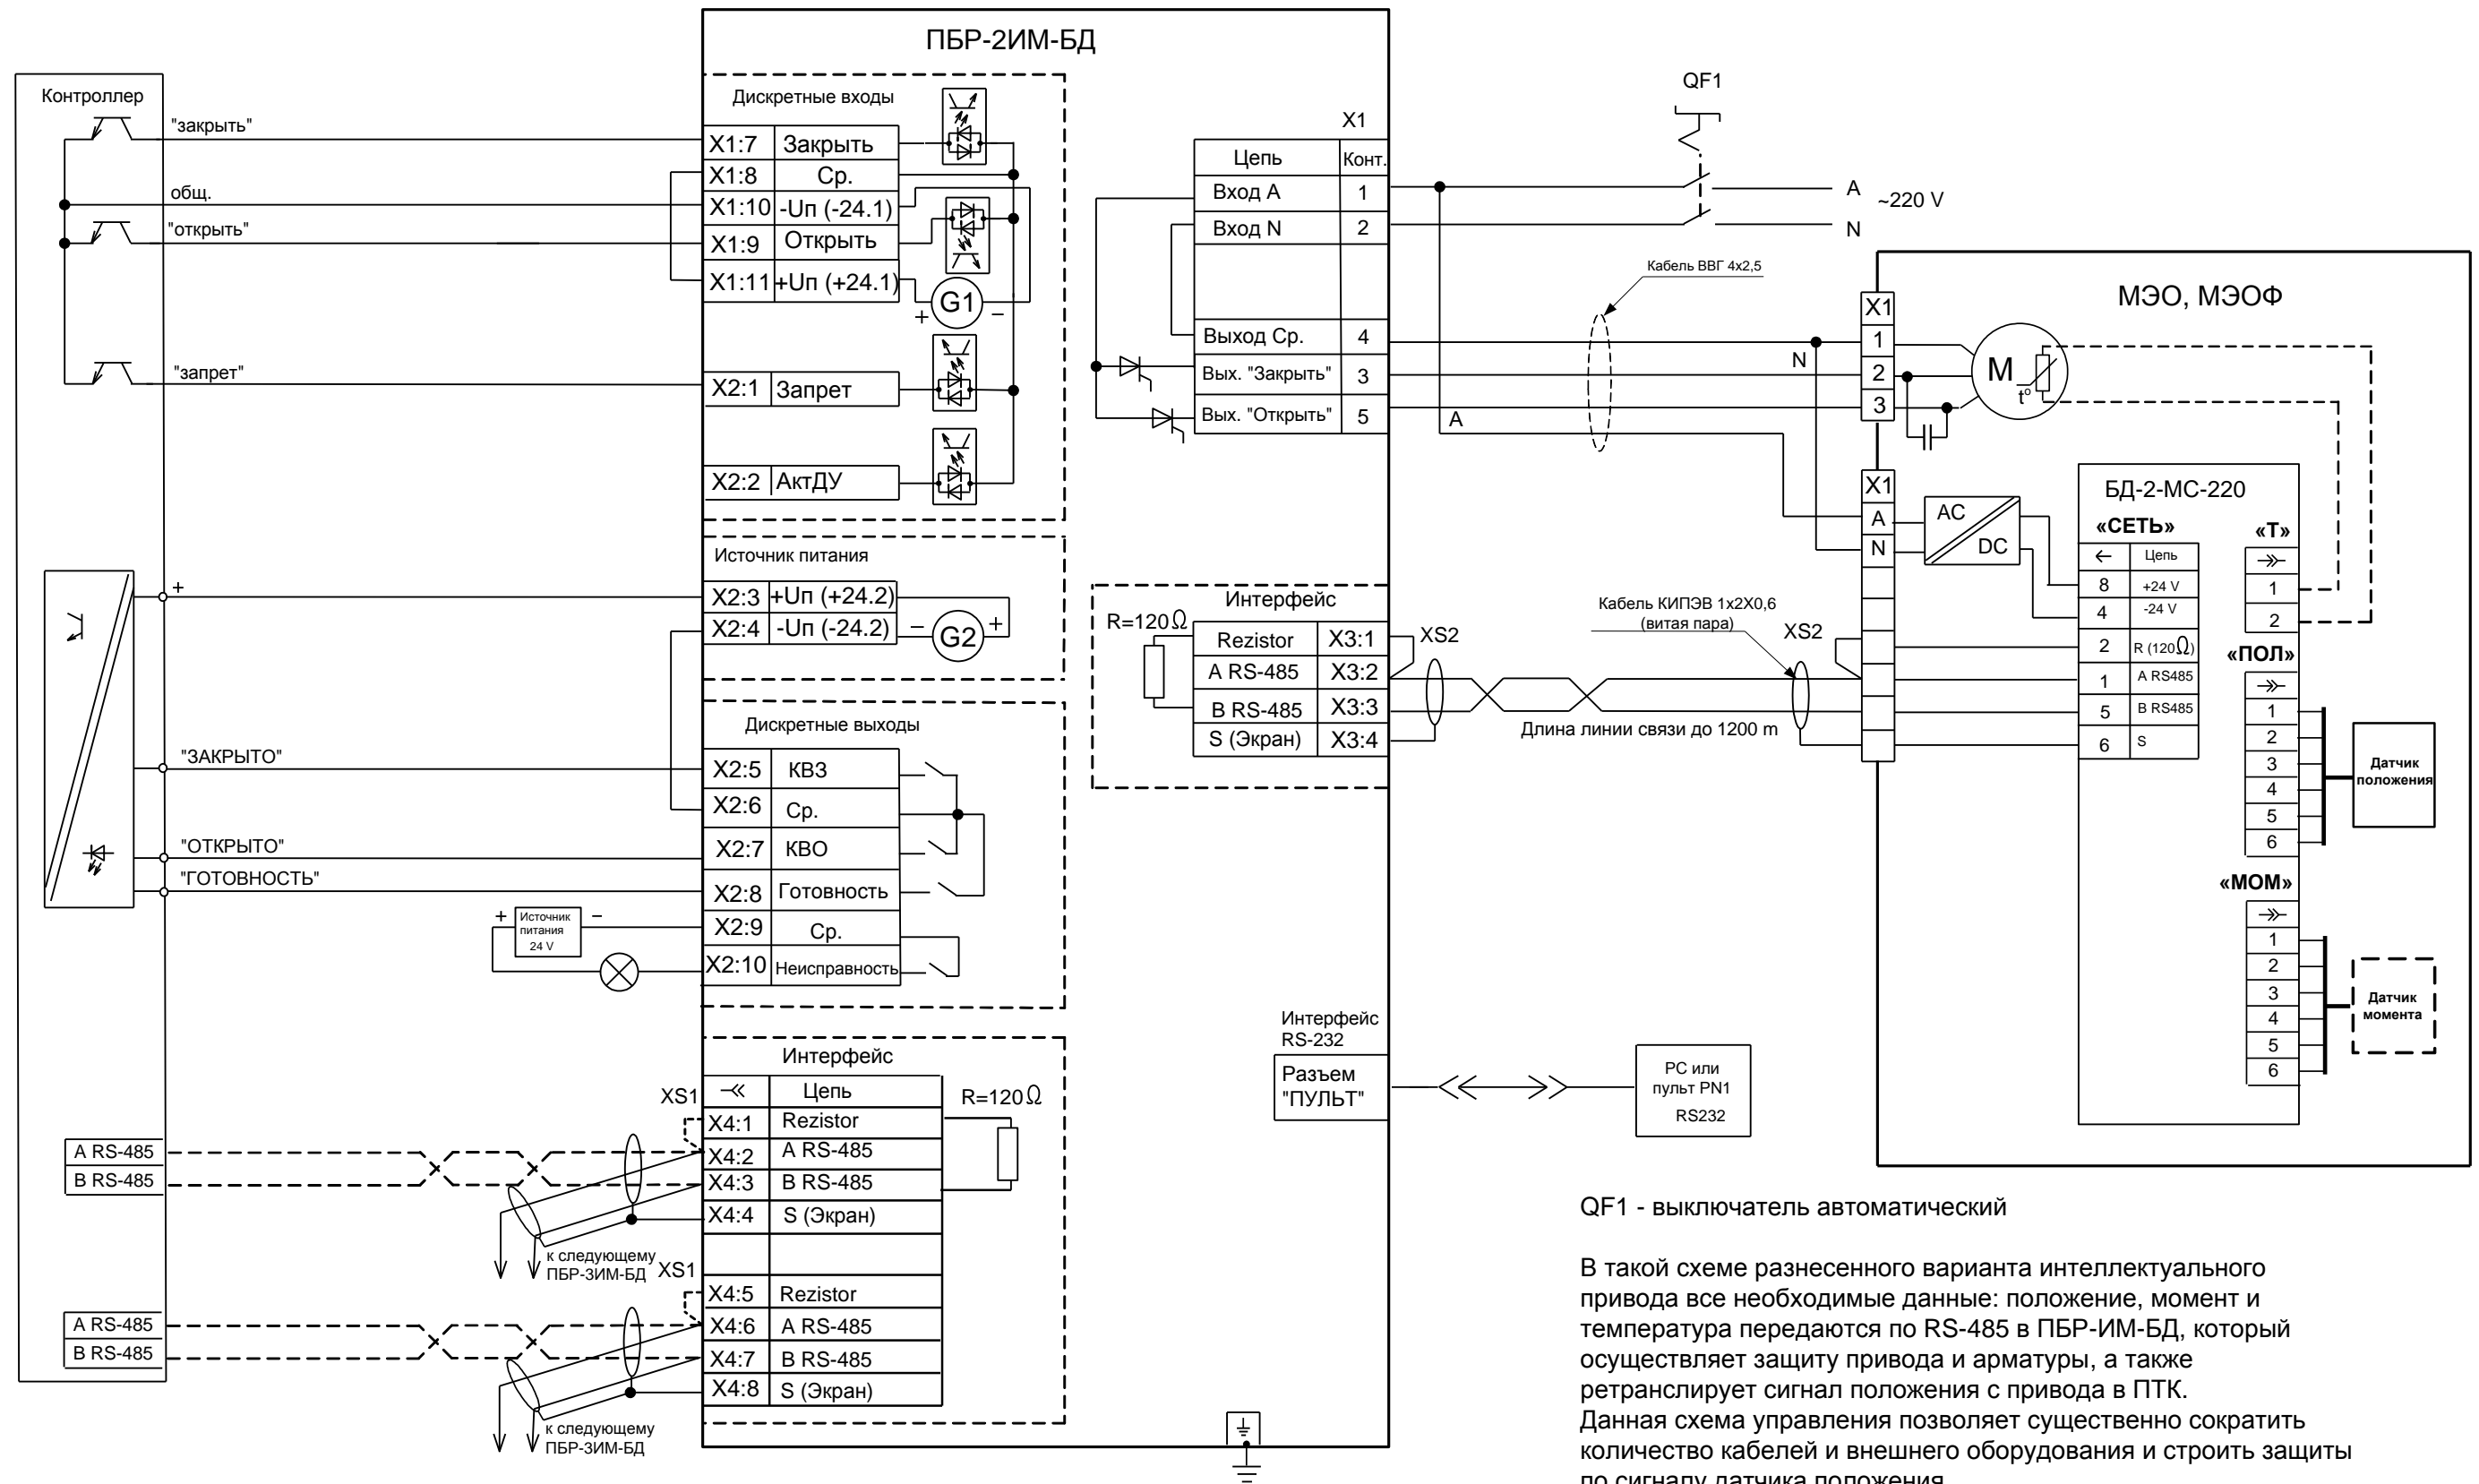 ПБР-2ИМ-БД
Контроллер
"закрыть"
общ.
"открыть"
"запрет"
+
"ЗАКРЫТО"
"ОТКРЫТО"
"ГОТОВНОСТЬ"
+ Источник питания 24 V −
A RS-485
B RS-485
A RS-485
B RS-485
к следующему
ПБР-3ИМ-БД
к следующему
ПБР-3ИМ-БД
Дискретные входы
X1:7 Закрыть
X1:8 Ср.
X1:10 -Uп (-24.1)
X1:9 Открыть
X1:11 +Uп (+24.1)
+ G1 −
X2:1 Запрет
X2:2 АктДУ
Источник питания
X2:3 +Uп (+24.2)
X2:4 -Uп (-24.2)
− G2 +
Дискретные выходы
X2:5 КВЗ
X2:6 Ср.
X2:7 КВО
X2:8 Готовность
X2:9 Ср.
X2:10 Неисправность
Интерфейс
XS1
Цепь
R=120Ω
X4:1 Rezistor
X4:2 A RS-485
X4:3 B RS-485
X4:4 S (Экран)
XS1
X4:5 Rezistor
X4:6 A RS-485
X4:7 B RS-485
X4:8 S (Экран)
X1
Цепь Конт.
Вход А 1
Вход N 2
Выход Ср. 4
Вых. "Закрыть" 3
Вых. "Открыть" 5
Интерфейс
R=120Ω
Rezistor X3:1
A RS-485 X3:2
B RS-485 X3:3
S (Экран) X3:4
XS2
Интерфейс
RS-232
Разъем
"ПУЛЬТ"
PC или
пульт PN1
RS232
QF1
A
~220 V
N
Кабель ВВГ 4х2,5
N
A
Кабель КИПЭВ 1х2Х0,6
(витая пара)
XS2
Длина линии связи до 1200 m
МЭО, МЭОФ
X1
1
2
3
M
t°
X1
A
N
AC
DC
БД-2-МС-220
«СЕТЬ»
Цепь
8 +24 V
4 -24 V
2 R (120Ω)
1 A RS485
5 B RS485
6 S
«Т»
1
2
«ПОЛ»
1
2
3
4
5
6
Датчик
положения
«МОМ»
1
2
3
4
5
6
Датчик
момента
QF1 - выключатель автоматический
В такой схеме разнесенного варианта интеллектуального
привода все необходимые данные: положение, момент и
температура передаются по RS-485 в ПБР-ИМ-БД, который
осуществляет защиту привода и арматуры, а также
ретранслирует сигнал положения с привода в ПТК.
Данная схема управления позволяет существенно сократить
количество кабелей и внешнего оборудования и строить защиты
по сигналу датчика положения